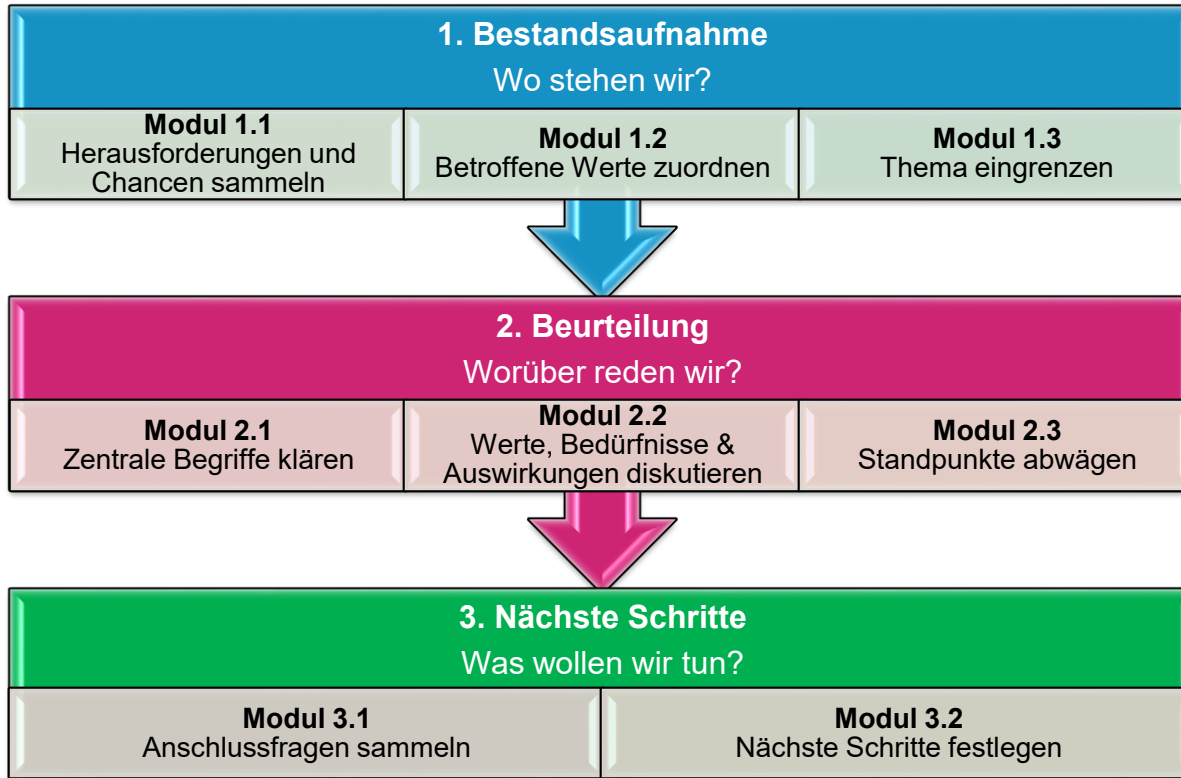 1. Bestandsaufnahme
Wo stehen wir?
Modul 1.1
Herausforderungen und
Chancen sammeln
Modul 1.2
Betroffene Werte zuordnen
Modul 1.3
Thema eingrenzen
2. Beurteilung
Worüber reden wir?
Modul 2.1
Zentrale Begriffe klären
Modul 2.2
Werte, Bedürfnisse &
Auswirkungen diskutieren
Modul 2.3
Standpunkte abwägen
3. Nächste Schritte
Was wollen wir tun?
Modul 3.1
Anschlussfragen sammeln
Modul 3.2
Nächste Schritte festlegen